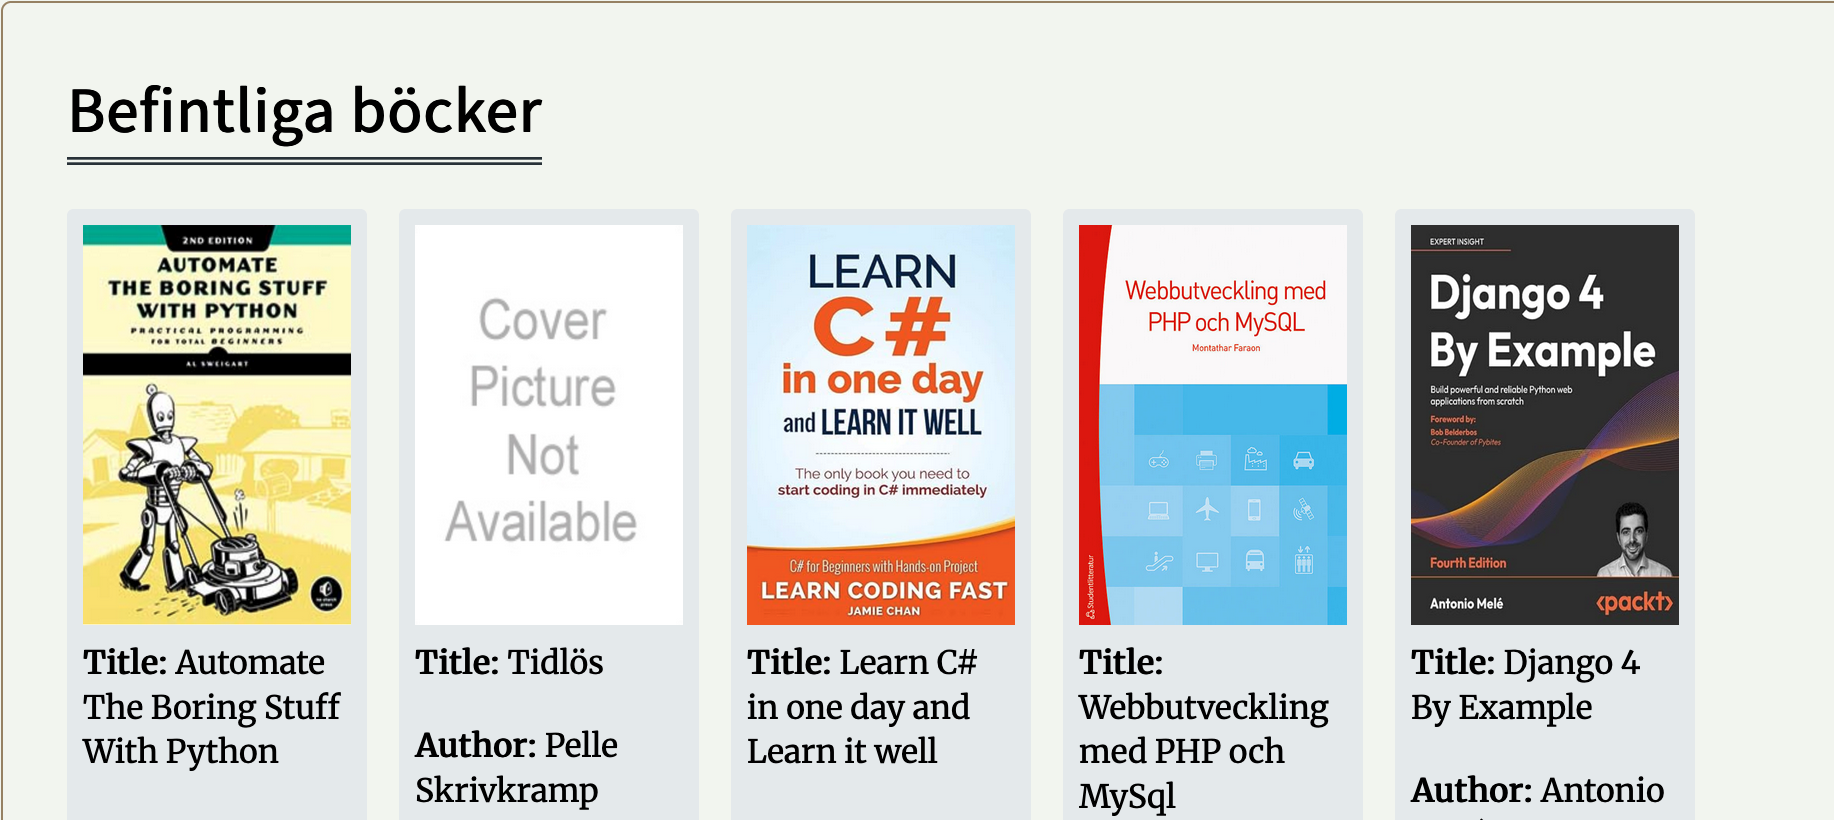 Befintliga böcker
2ND EDITION
AUTOMATE
THE BORING STUFF
WITH PYTHON
PRACTICAL PROGRAMMING
FOR TOTAL BEGINNERS
AL SWEIGART
no starch
press
Title: Automate
The Boring Stuff
With Python
Cover
Picture
Not
Available
Title: Tidlös
Author: Pelle
Skrivkramp
LEARN
C#
in one day
and LEARN IT WELL
The only book you need to
start coding in C# immediately
C# for Beginners with Hands-on Project
LEARN CODING FAST
JAMIE CHAN
Title: Learn C#
in one day and
Learn it well
Webbutveckling med
PHP och MySQL
Montathar Faraon
Studentlitteratur
Title:
Webbutveckling
med PHP och
MySql
EXPERT INSIGHT
Django 4
By Example
Build powerful and reliable Python web
applications from scratch
Foreword by:
Bob Belderbos
Co-Founder of Pybites
Fourth Edition
Antonio Melé
<packt>
Title: Django 4
By Example
Author: Antonio